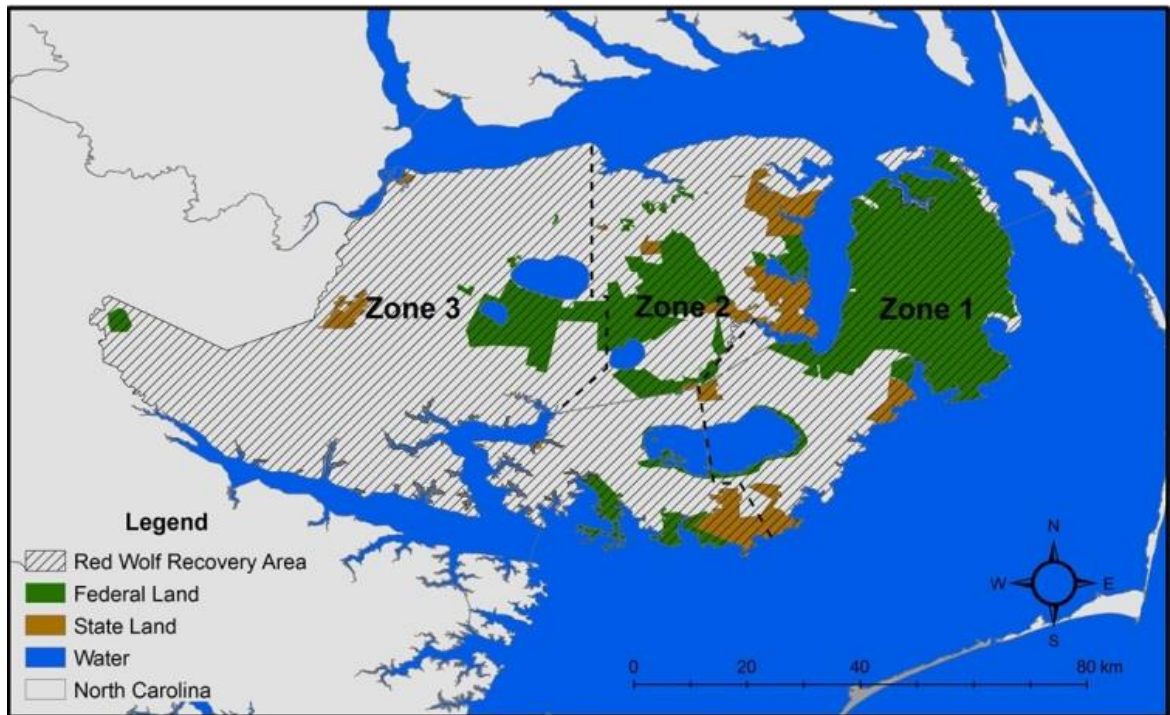 Zone 3
Zone 2
Zone 1
Legend
Red Wolf Recovery Area
Federal Land
State Land
Water
North Carolina
N
W E
S
0 20 40 60 80 km